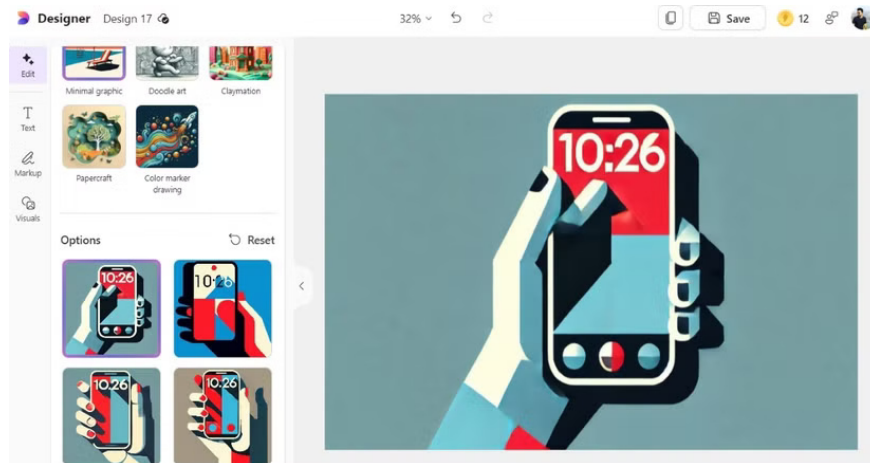 Designer Design 17 32% Save 12
Edit
Text
Markup
Visuals
Minimal graphic Doodle art Claymation
Papercraft Color marker
drawing
Options Reset
10:26
10:26
10:26
10:26
10:26